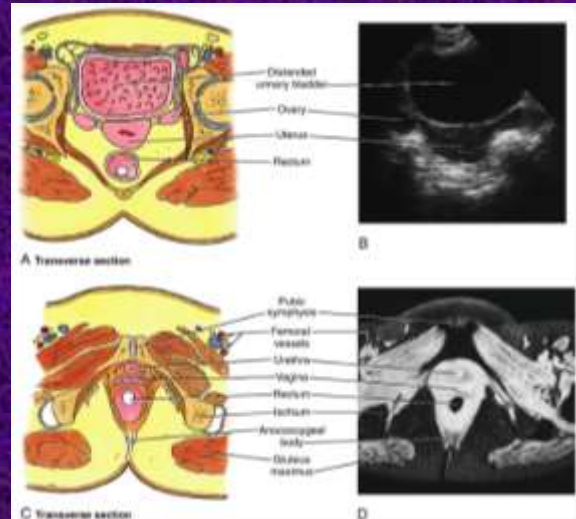 Distended
urinary bladder
Ovary
Uterus
Rectum
B
A Transverse section
Pubic
symphysis
Femoral
vessels
Urethra
Vagina
Rectum
Ischium
Anococcygeal
body
Gluteus
maximus
C Transverse section
D